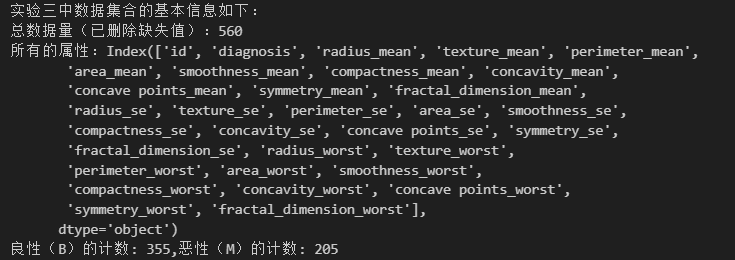 实验三中数据集合的基本信息如下：
总数据量（已删除缺失值）：560
所有的属性：Index(['id', 'diagnosis', 'radius_mean', 'texture_mean', 'perimeter_mean',
'area_mean', 'smoothness_mean', 'compactness_mean', 'concavity_mean',
'concave points_mean', 'symmetry_mean', 'fractal_dimension_mean',
'radius_se', 'texture_se', 'perimeter_se', 'area_se', 'smoothness_se',
'compactness_se', 'concavity_se', 'concave points_se', 'symmetry_se',
'fractal_dimension_se', 'radius_worst', 'texture_worst',
'perimeter_worst', 'area_worst', 'smoothness_worst',
'compactness_worst', 'concavity_worst', 'concave points_worst',
'symmetry_worst', 'fractal_dimension_worst'],
dtype='object')
良性（B）的计数: 355,恶性（M）的计数: 205